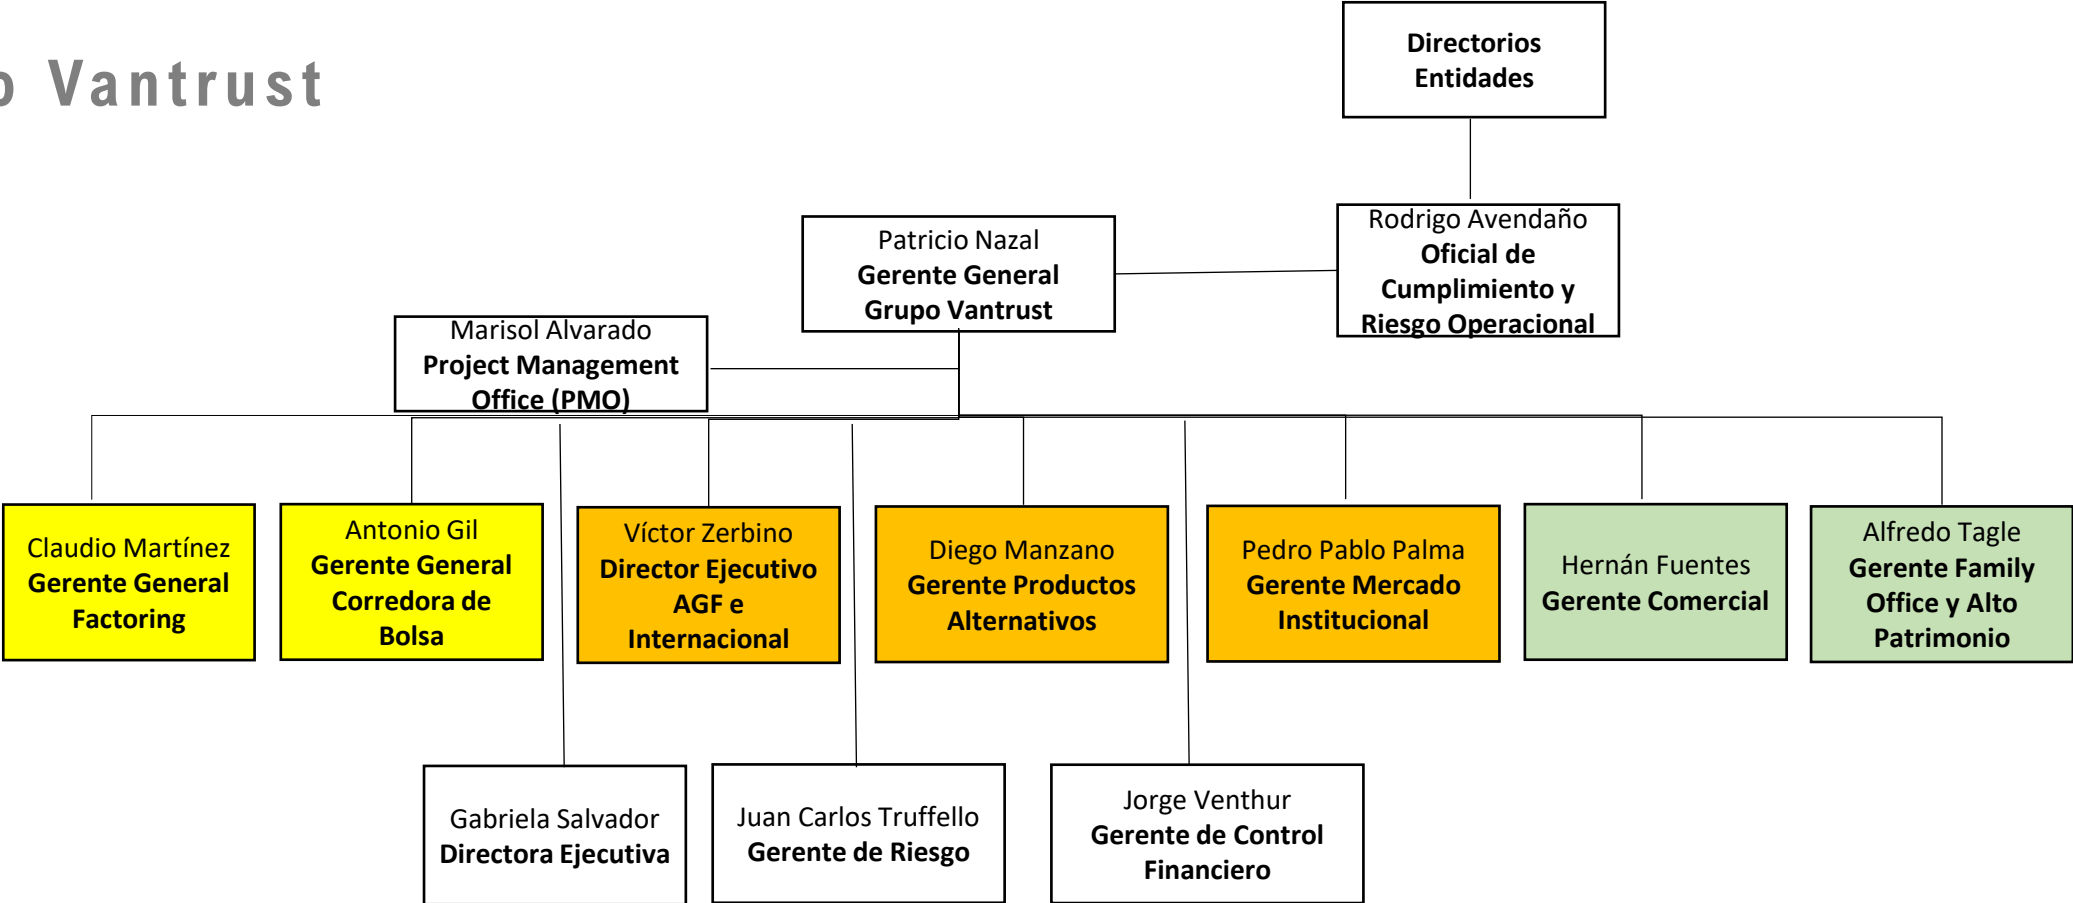 o Vantrust
Directorios
Entidades
Patricio Nazal
Gerente General
Grupo Vantrust
Rodrigo Avendaño
Oficial de
Cumplimiento y
Riesgo Operacional
Marisol Alvarado
Project Management
Office (PMO)
Claudio Martínez
Gerente General
Factoring
Antonio Gil
Gerente General
Corredora de
Bolsa
Víctor Zerbino
Director Ejecutivo
AGF e
Internacional
Diego Manzano
Gerente Productos
Alternativos
Pedro Pablo Palma
Gerente Mercado
Institucional
Hernán Fuentes
Gerente Comercial
Alfredo Tagle
Gerente Family
Office y Alto
Patrimonio
Gabriela Salvador
Directora Ejecutiva
Juan Carlos Truffello
Gerente de Riesgo
Jorge Venthur
Gerente de Control
Financiero